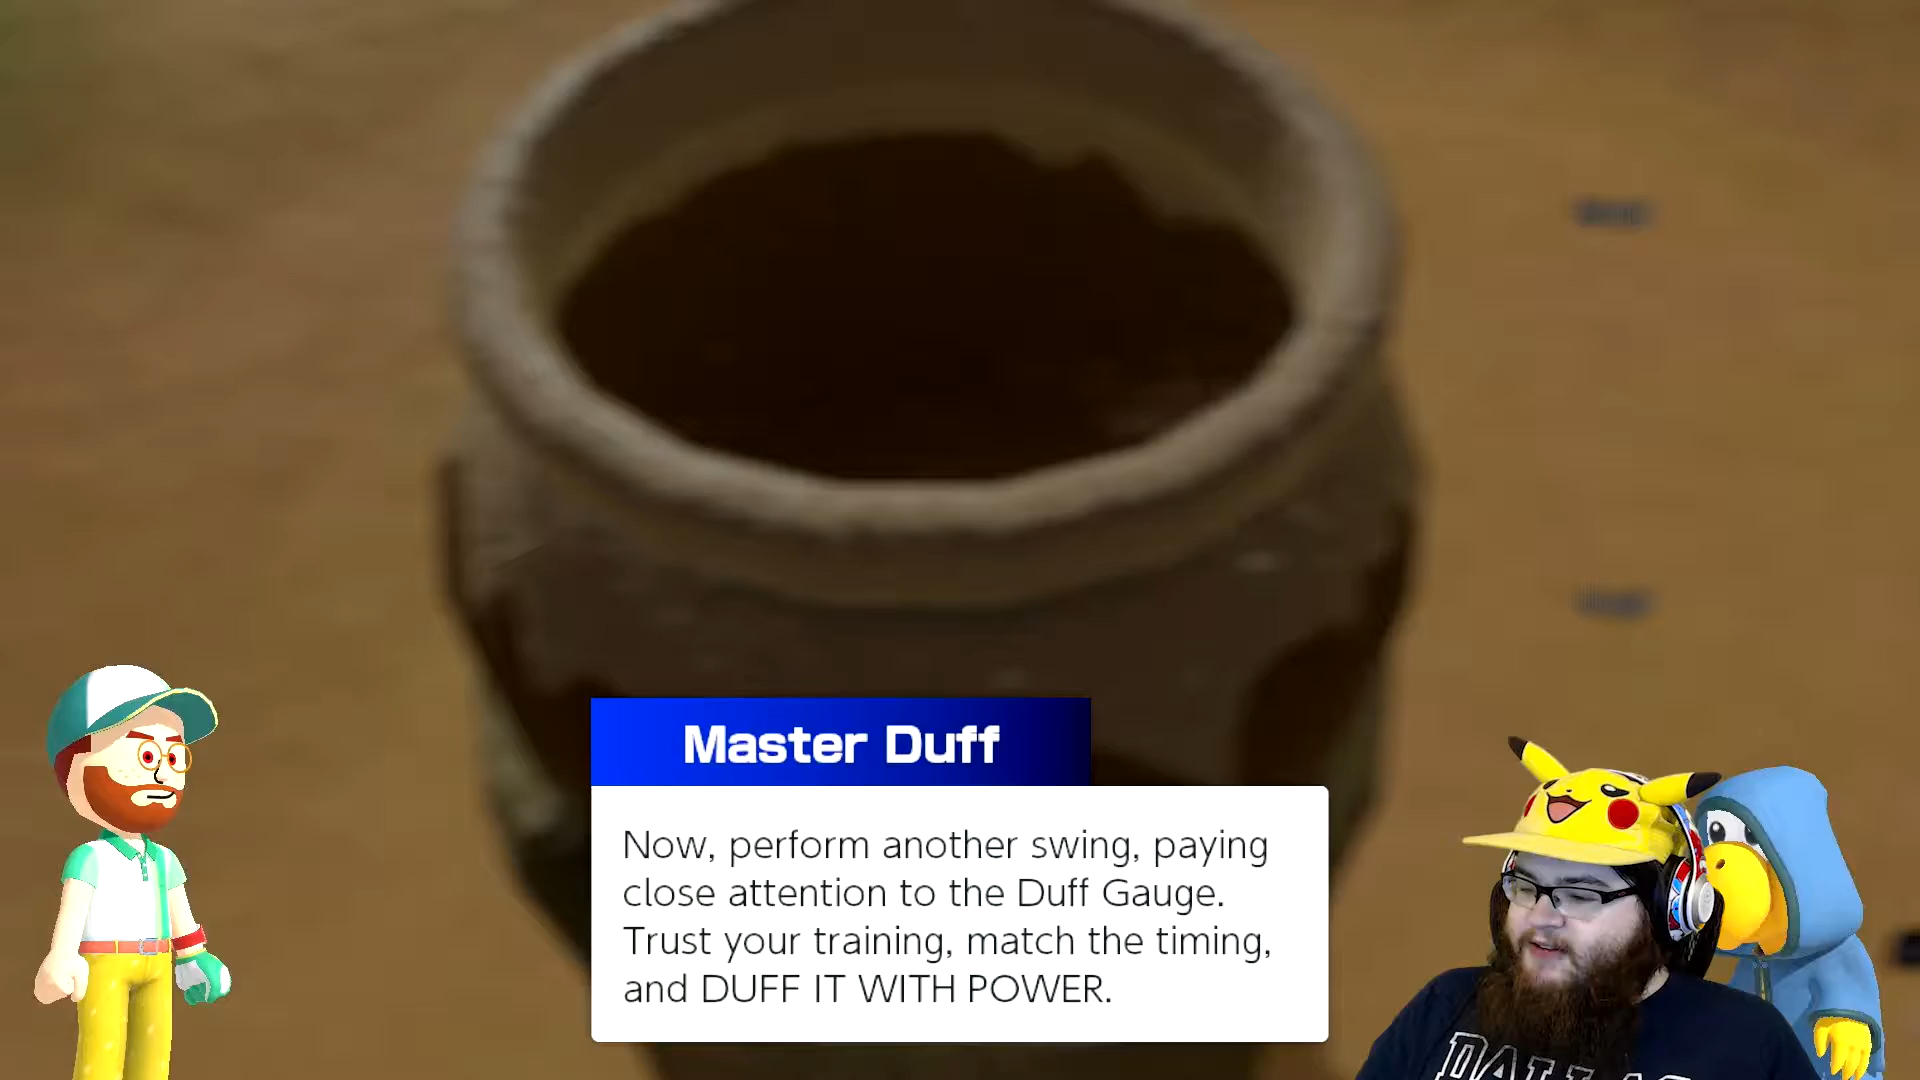 Master Duff
Now, perform another swing, paying
close attention to the Duff Gauge.
Trust your training, match the timing,
and DUFF IT WITH POWER.